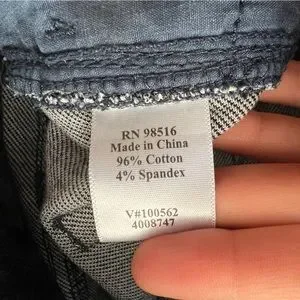 RN 98516
Made in China
96% Cotton
4% Spandex
V#100562
4008747